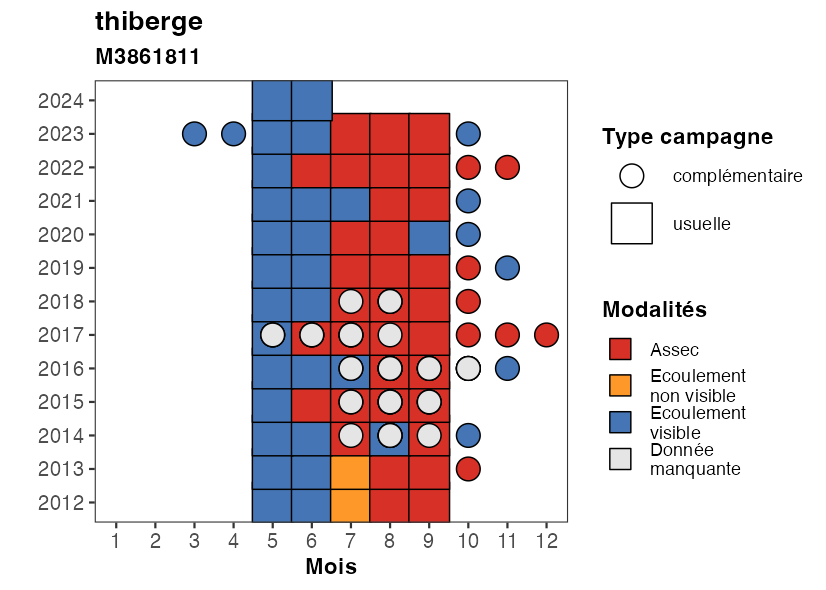 thiberge
M3861811
2024
2023
2022
2021
2020
2019
2018
2017
2016
2015
2014
2013
2012
1 2 3 4 5 6 7 8 9 10 11 12
Mois
Type campagne
complémentaire
usuelle
Modalités
Assec
Ecoulement
non visible
Ecoulement
visible
Donnée
manquante